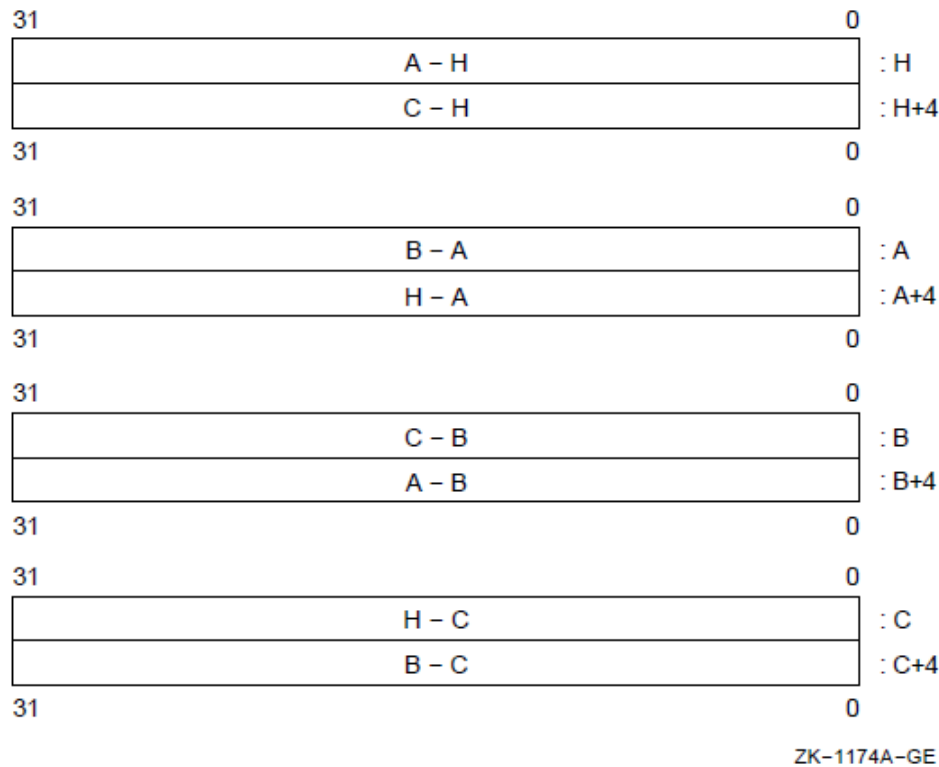 31 0
A – H : H
C – H : H+4
31 0
31 0
B – A : A
H – A : A+4
31 0
31 0
C – B : B
A – B : B+4
31 0
31 0
H – C : C
B – C : C+4
31 0
ZK–1174A–GE